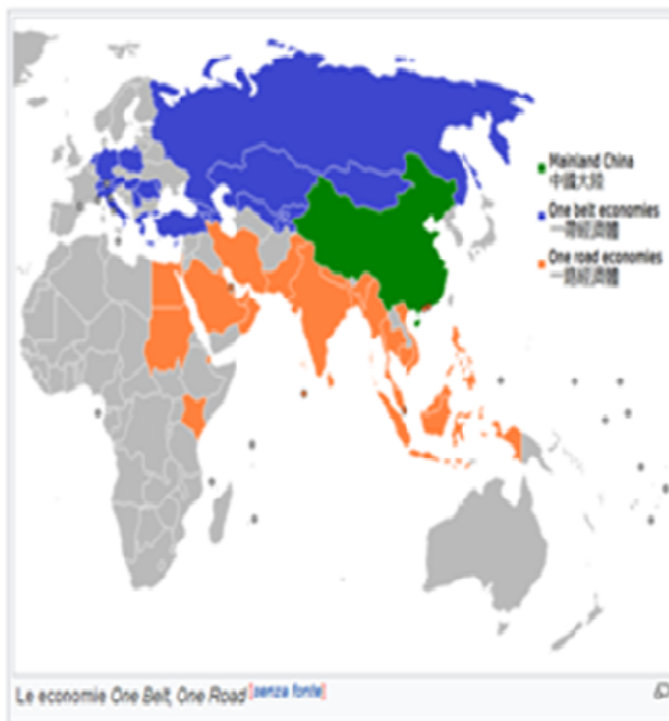 Mainland China
中國大陸
One belt economies
一帶經濟體
One road economies
一路經濟體
Le economie One Belt, One Road [senza fonte]